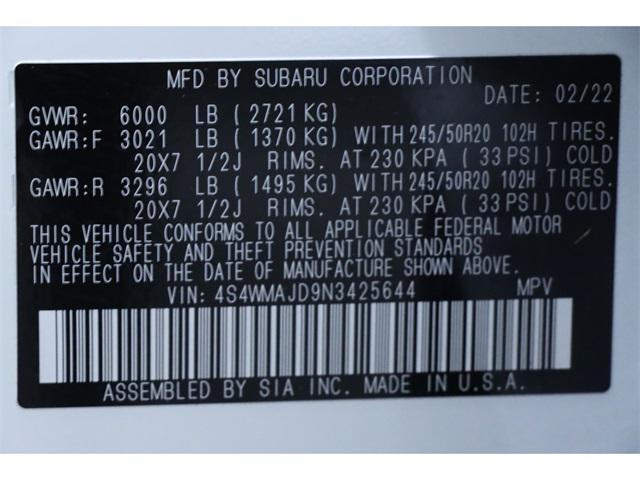 MFD BY SUBARU CORPORATION
DATE: 02/22
GVWR: 6000 LB (2721 KG)
GAWR:F 3021 LB (1370 KG) WITH 245/50R20 102H TIRES.
20X7 1/2J RIMS. AT 230 KPA (33 PSI) COLD
GAWR:R 3296 LB (1495 KG) WITH 245/50R20 102H TIRES.
20X7 1/2J RIMS. AT 230 KPA (33 PSI) COLD
THIS VEHICLE CONFORMS TO ALL APPLICABLE FEDERAL MOTOR
VEHICLE SAFETY AND THEFT PREVENTION STANDARDS
IN EFFECT ON THE DATE OF MANUFACTURE SHOWN ABOVE.
VIN: 4S4WMAJD9N3425644 MPV
ASSEMBLED BY SIA INC. MADE IN U.S.A.